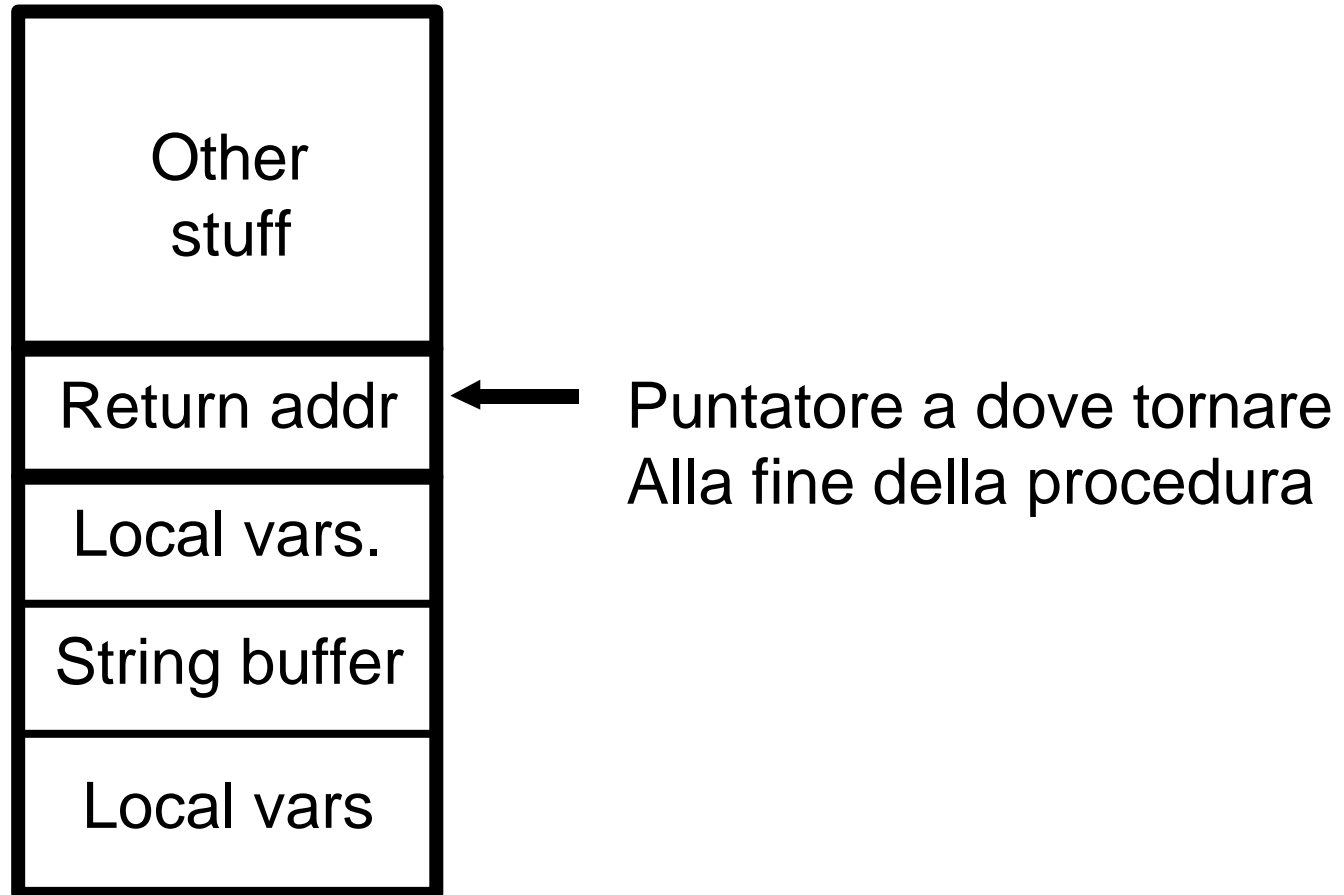 Other
stuff
Return addr
Puntatore a dove tornare
Alla fine della procedura
Local vars.
String buffer
Local vars